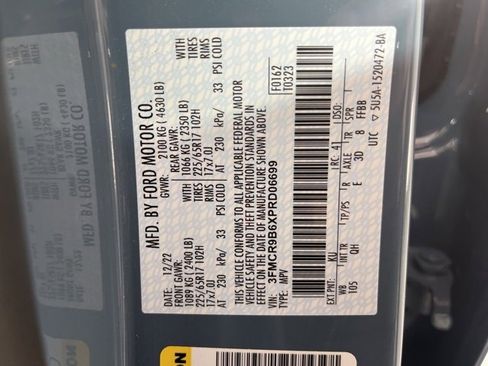 MFD. BY FORD MOTOR CO.
12/22 GVWR: 2100 KG ( 4630 LB)
FRONT GAWR: REAR GAWR:
1089 KG ( 2400 LB) WITH 1066 KG ( 2350 LB) WITH
225/65R17 102H TIRES 225/65R17 102H TIRES
17x7.0J RIMS 17x7.0J RIMS
AT 230 kPa/ 33 PSI COLD AT 230 kPa/ 33 PSI COLD
THIS VEHICLE CONFORMS TO ALL APPLICABLE FEDERAL MOTOR
VEHICLE SAFETY, BUMPER, AND THEFT PREVENTION STANDARDS IN
EFFECT ON THE DATE OF MANUFACTURE SHOWN ABOVE.
VIN: 3FMCR9B6XPRD06699
TYPE: MPV
F0162
T0323
EXT PNT: KU RC: 41 DSO:
WB INT TR TP/PS R AXLE TR SPR
105 QH E 3D 8 FFBB
UTC ▽ 5U5A-1520472-BA